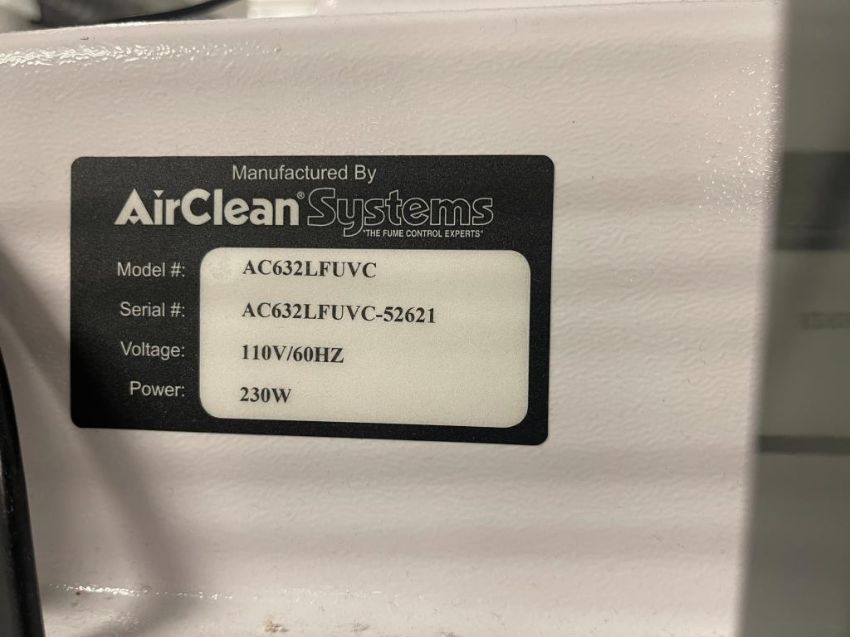 Manufactured By
AirClean® Systems
"THE FUME CONTROL EXPERTS"
Model #: AC632LFUVC
Serial #: AC632LFUVC-52621
Voltage: 110V/60HZ
Power: 230W